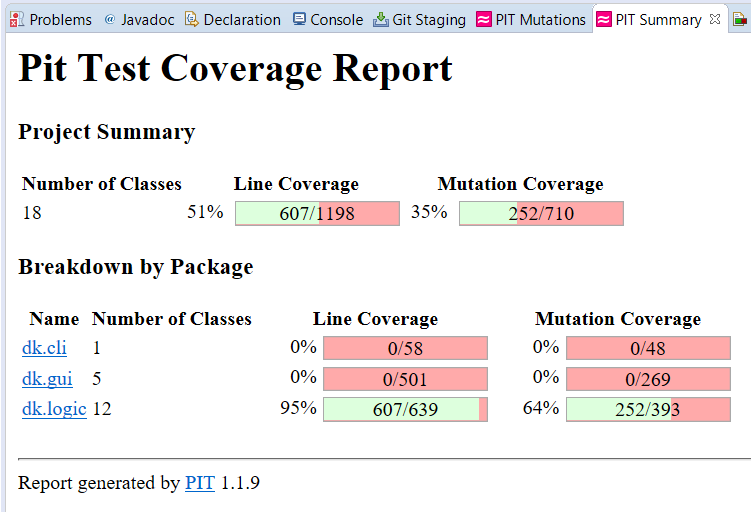 Problems @ Javadoc Declaration Console Git Staging PIT Mutations PIT Summary
Pit Test Coverage Report
Project Summary
Number of Classes Line Coverage Mutation Coverage
18 51% 607/1198 35% 252/710
Breakdown by Package
Name Number of Classes Line Coverage Mutation Coverage
dk.cli 1 0% 0/58 0% 0/48
dk.gui 5 0% 0/501 0% 0/269
dk.logic 12 95% 607/639 64% 252/393
Report generated by PIT 1.1.9